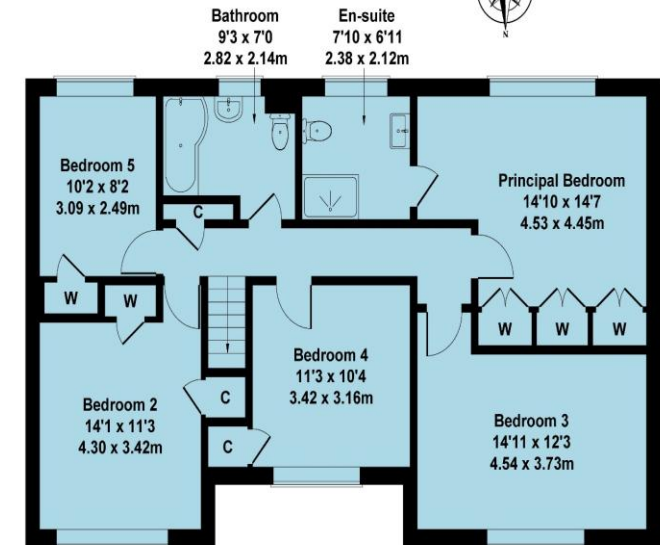 N
Bathroom
9'3 x 7'0
2.82 x 2.14m
En-suite
7'10 x 6'11
2.38 x 2.12m
Bedroom 5
10'2 x 8'2
3.09 x 2.49m
C
Principal Bedroom
14'10 x 14'7
4.53 x 4.45m
W
W
W
W
W
Bedroom 2
14'1 x 11'3
4.30 x 3.42m
C
C
Bedroom 4
11'3 x 10'4
3.42 x 3.16m
Bedroom 3
14'11 x 12'3
4.54 x 3.73m